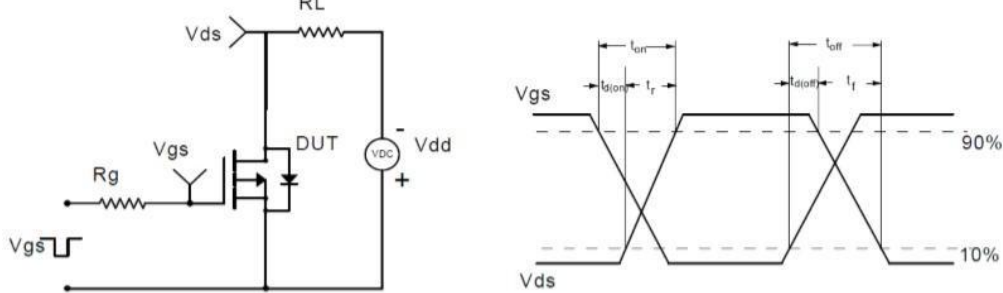 RL
Vds
Vgs
DUT
VDC
-
Vdd
+
Rg
Vgs
ton
toff
td(on)
tr
td(off)
tf
Vgs
90%
10%
Vds